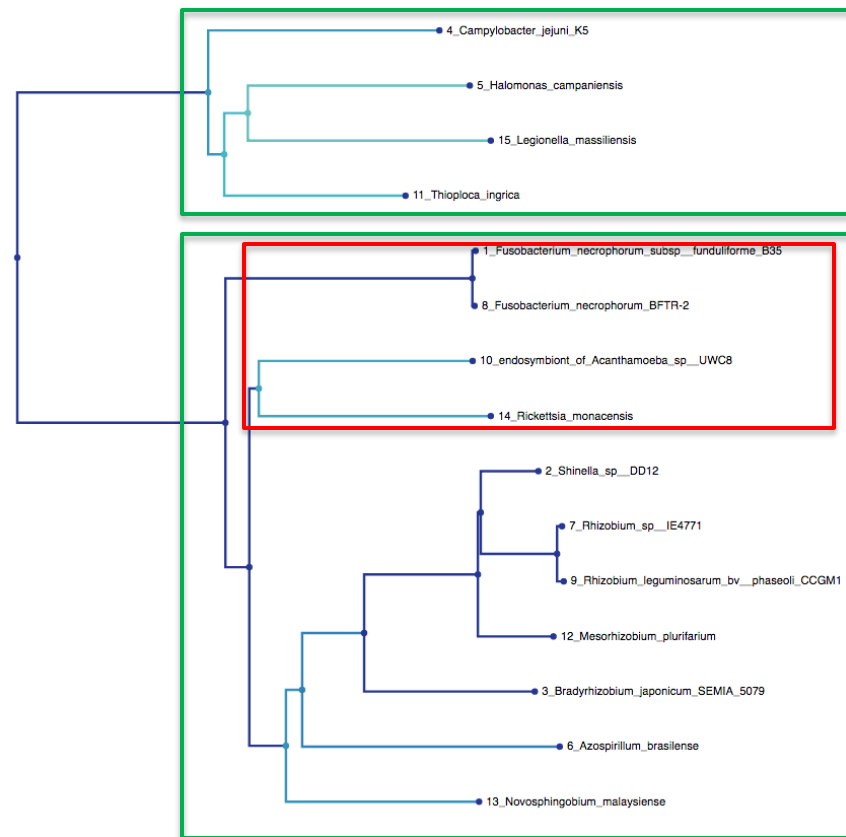 4_Campylobacter_jejuni_K5
5_Halomonas_campaniensis
15_Legionella_massiliensis
11_Thioploca_ingrica
1_Fusobacterium_necrophorum_subsp__funduliforme_B35
8_Fusobacterium_necrophorum_BFTR-2
10_endosymbiont_of_Acanthamoeba_sp__UWC8
14_Rickettsia_monacensis
2_Shinella_sp__DD12
7_Rhizobium_sp__IE4771
9_Rhizobium_leguminosarum_bv__phaseoli_CCGM1
12_Mesorhizobium_plurifarium
3_Bradyrhizobium_japonicum_SEMIA_5079
6_Azospirillum_brasilense
13_Novosphingobium_malaysiense